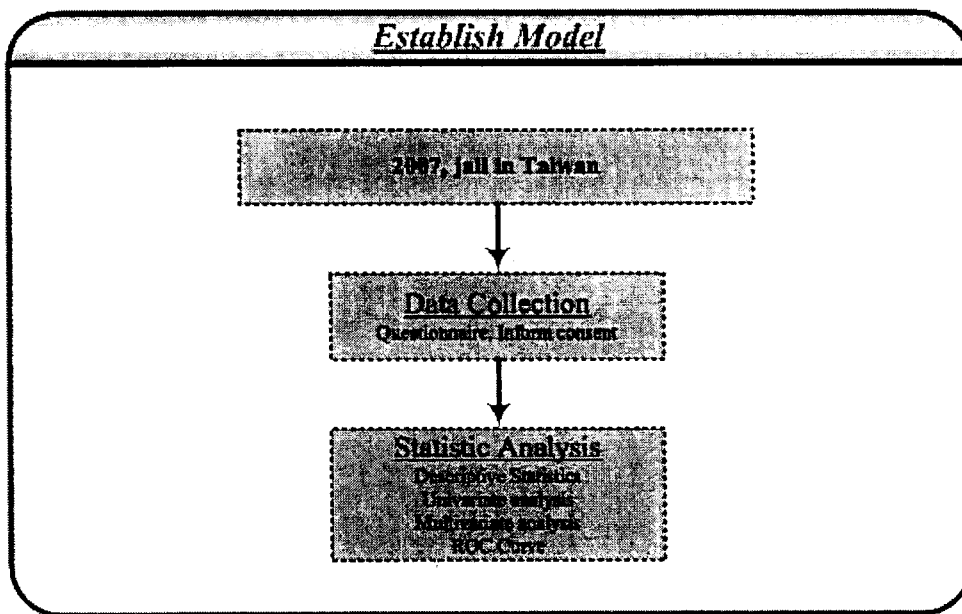 Establish Model
2007, jail in Taiwan
Data Collection
Questionnaire, Inform consent
Statistic Analysis
Descriptive Statistics
Univariate analysis
Multivariate analysis
ROC Curve